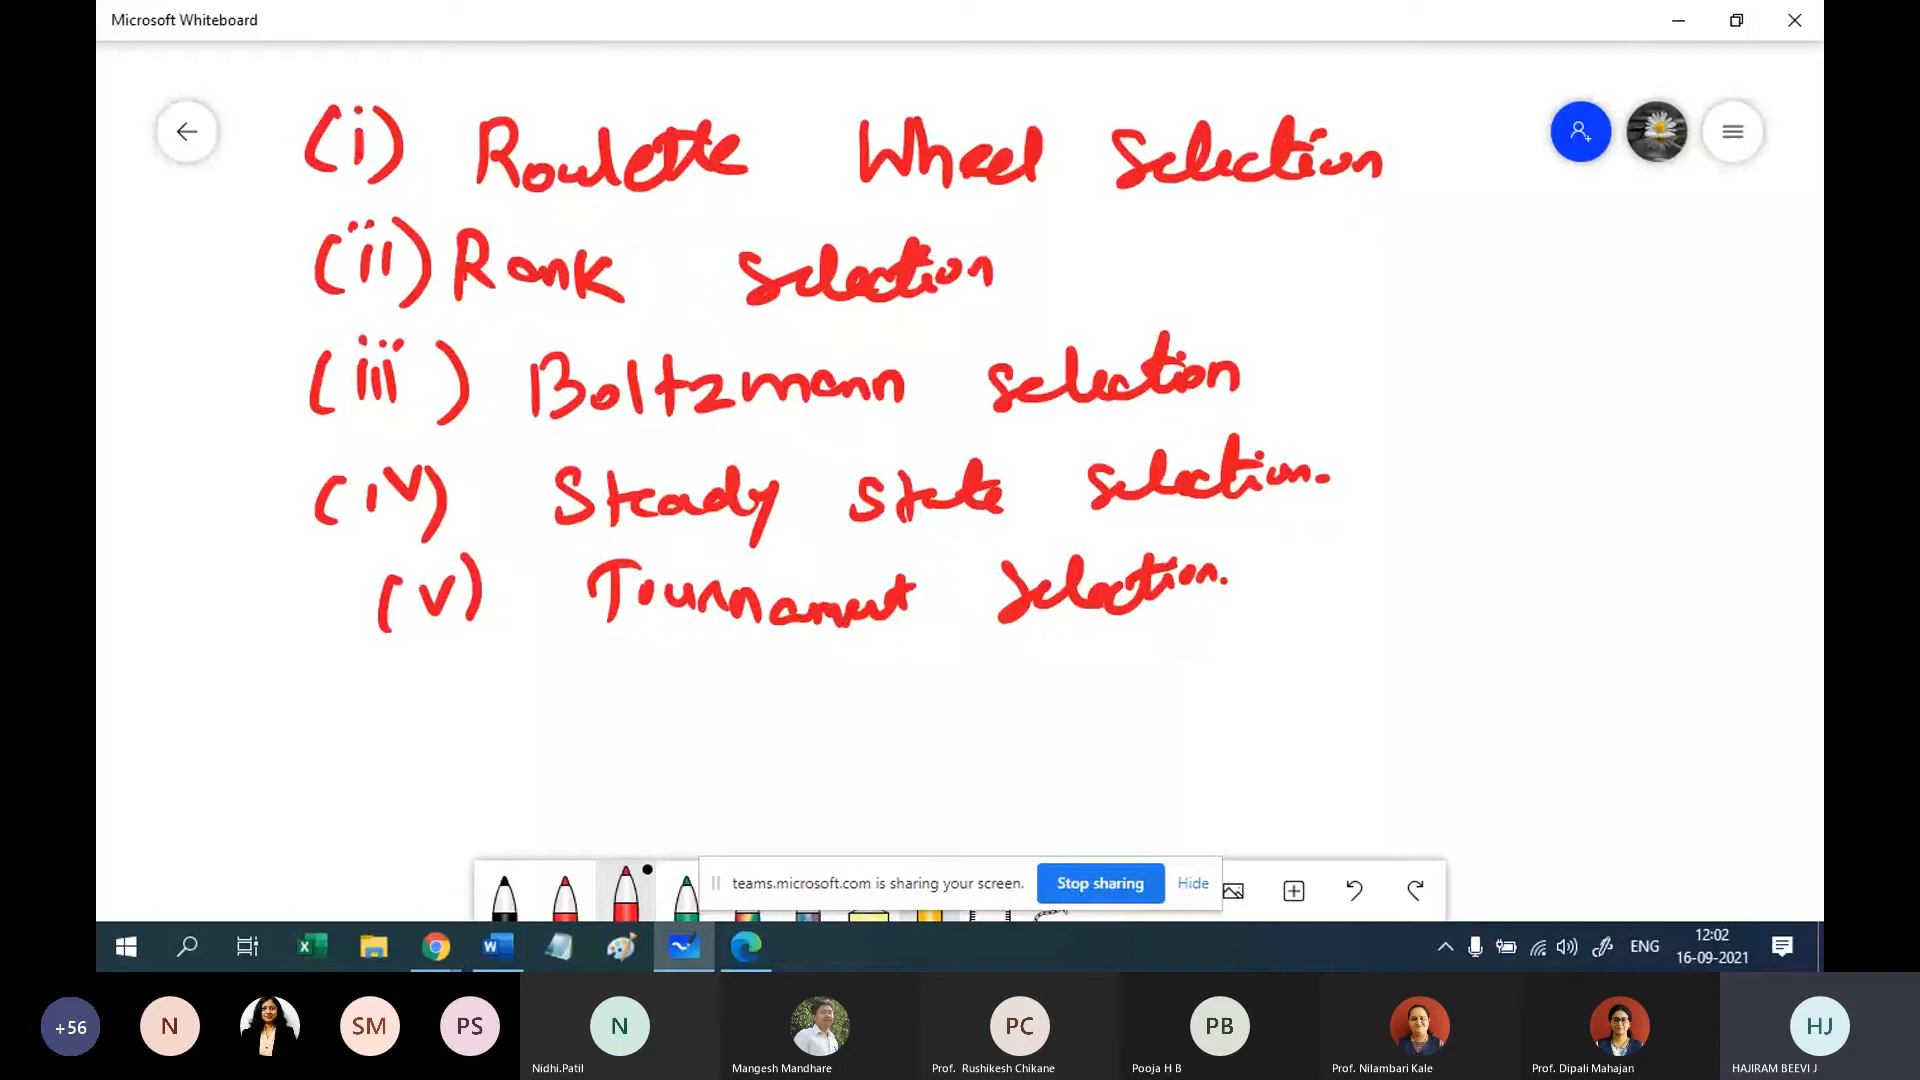 Microsoft Whiteboard
(i) Roulette Wheel Selection
(ii) Rank Selection
(iii) Boltzmann Selection
(iv) Steady State Selection.
(v) Tournament Selection.
teams.microsoft.com is sharing your screen. Stop sharing Hide
ENG 12:02
16-09-2021
+56 N SM PS N PC PB HJ
Nidhi.Patil Mangesh Mandhare Prof. Rushikesh Chikane Pooja H B Prof. Nilambari Kale Prof. Dipali Mahajan HAJIRAM BEEVI J